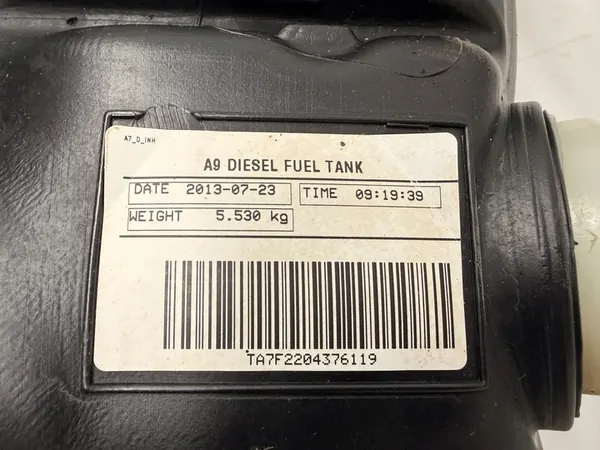 A7_D_INH
A9 DIESEL FUEL TANK
DATE 2013-07-23 TIME 09:19:39
WEIGHT 5.530 kg
TA7F2204376119